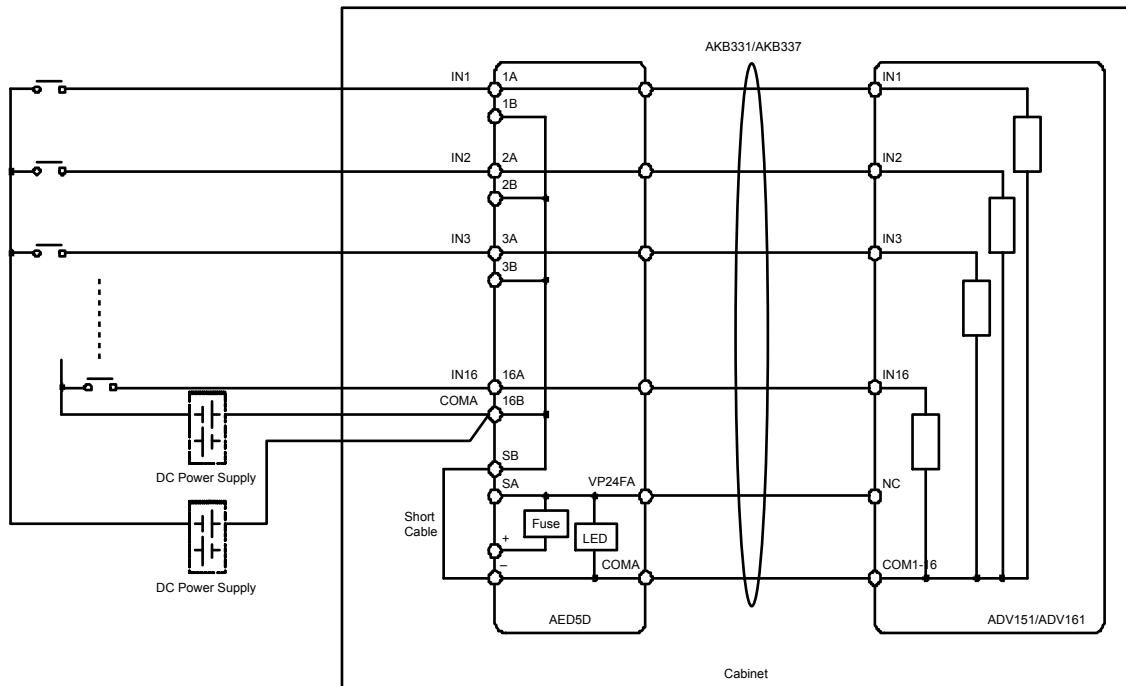 AKB331/AKB337
IN1 1A IN1
1B
IN2 2A IN2
2B
IN3 3A IN3
3B
IN16 16A IN16
COMA 16B
DC Power Supply
SB
SA VP24FA NC
Short
Cable
Fuse
+
LED
–
COMA COM1-16
DC Power Supply
AED5D ADV151/ADV161
Cabinet